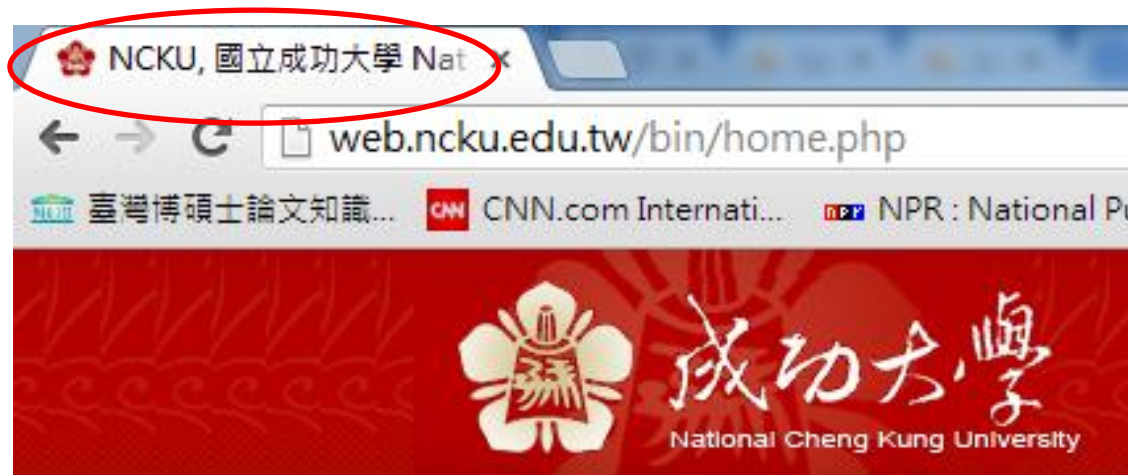 NCKU, 國立成功大學 Nat
web.ncku.edu.tw/bin/home.php
臺灣博碩士論文知識... CNN CNN.com Internati... npr NPR : National Pu
成功大學
National Cheng Kung University